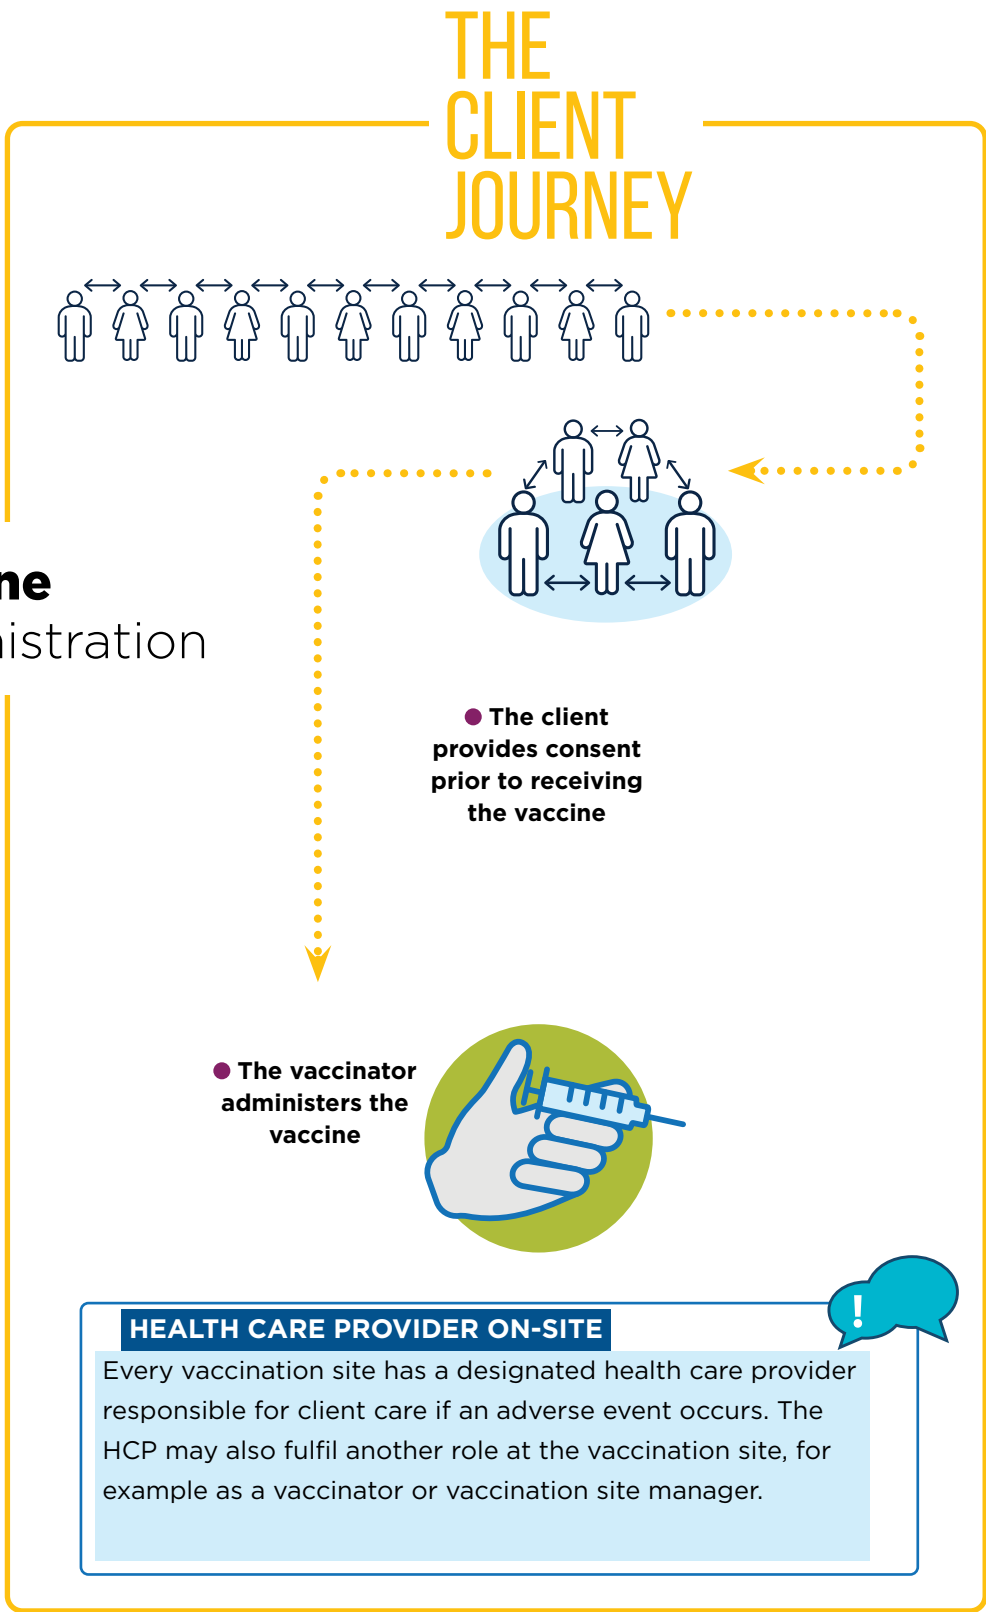 THE
CLIENT
JOURNEY
ne
nistration
● The client
provides consent
prior to receiving
the vaccine
● The vaccinator
administers the
vaccine
!
HEALTH CARE PROVIDER ON-SITE
Every vaccination site has a designated health care provider
responsible for client care if an adverse event occurs. The
HCP may also fulfil another role at the vaccination site, for
example as a vaccinator or vaccination site manager.